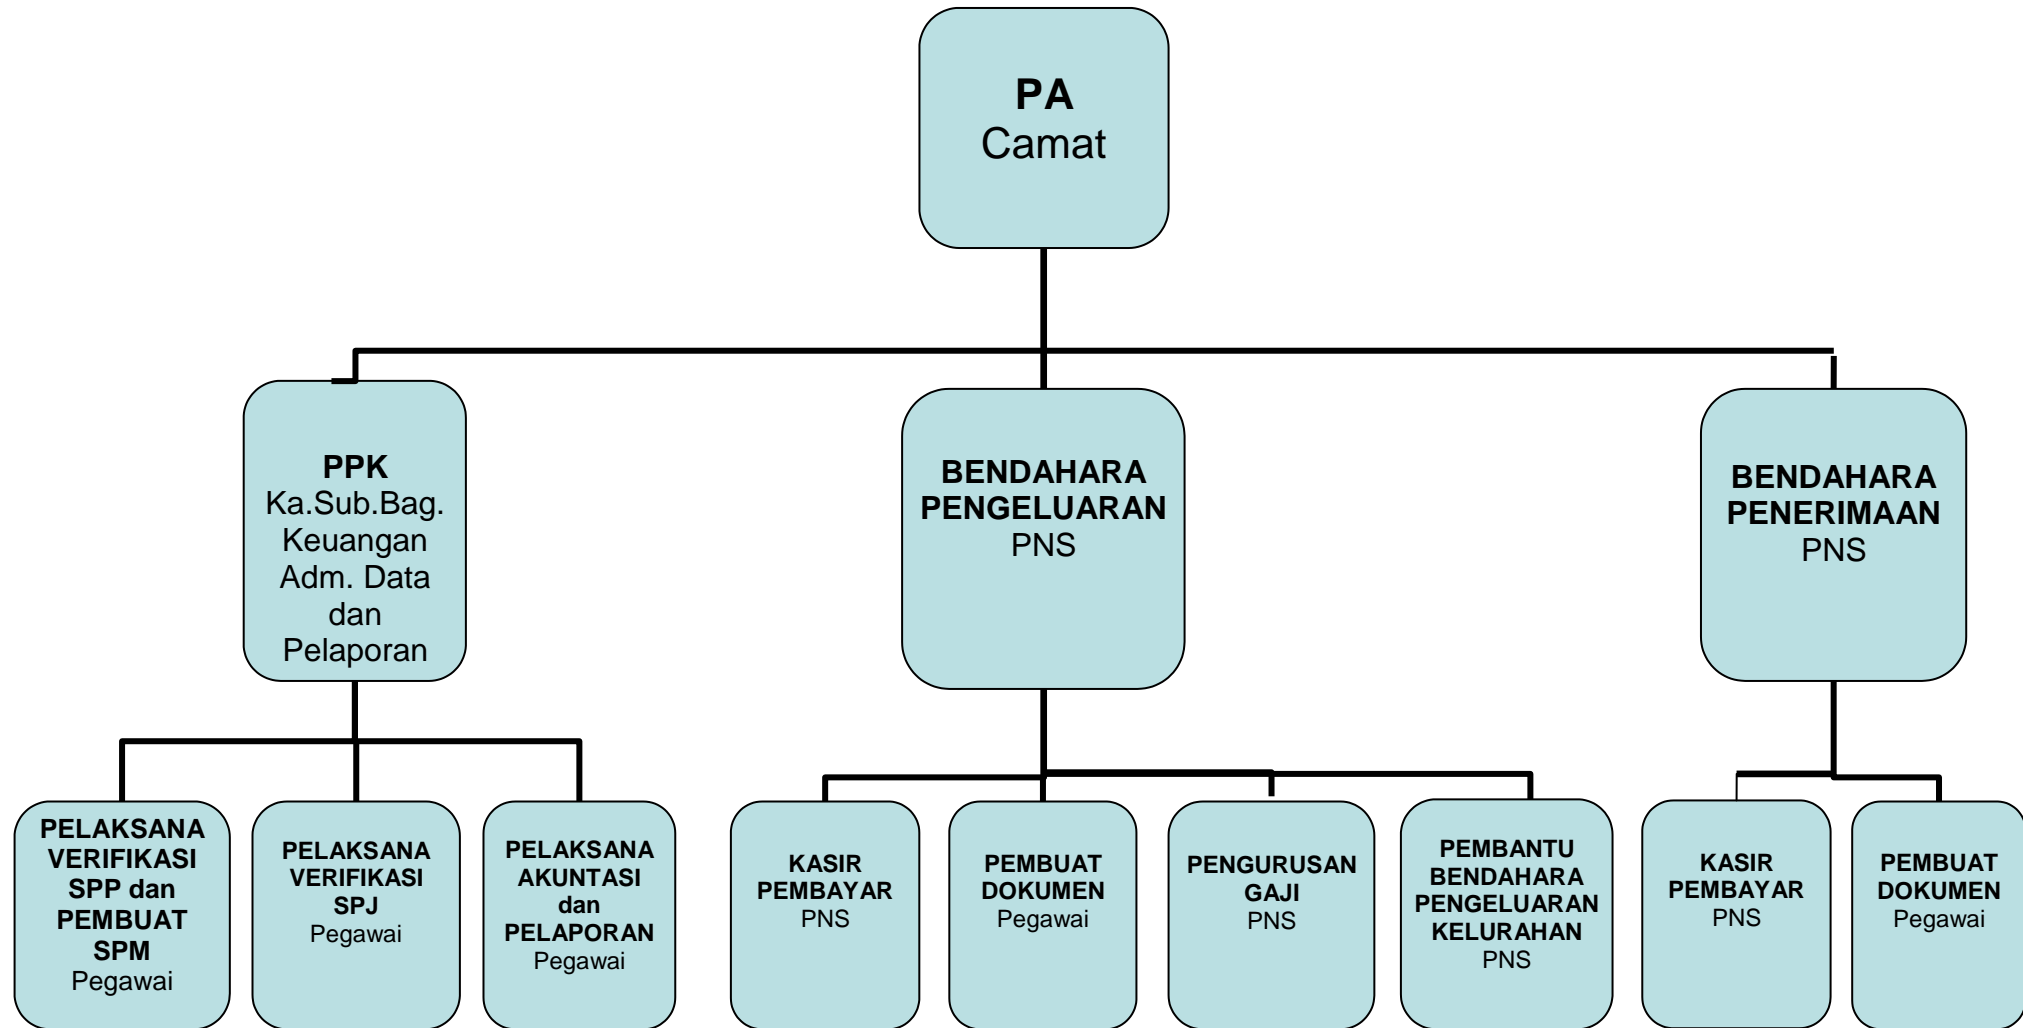 PA
Camat
PPK
Ka.Sub.Bag.
Keuangan
Adm. Data
dan
Pelaporan
BENDAHARA
PENGELUARAN
PNS
BENDAHARA
PENERIMAAN
PNS
PELAKSANA
VERIFIKASI
SPP dan
PEMBUAT
SPM
Pegawai
PELAKSANA
VERIFIKASI
SPJ
Pegawai
PELAKSANA
AKUNTASI
dan
PELAPORAN
Pegawai
KASIR
PEMBAYAR
PNS
PEMBUAT
DOKUMEN
Pegawai
PENGURUSAN
GAJI
PNS
PEMBANTU
BENDAHARA
PENGELUARAN
KELURAHAN
PNS
KASIR
PEMBAYAR
PNS
PEMBUAT
DOKUMEN
Pegawai